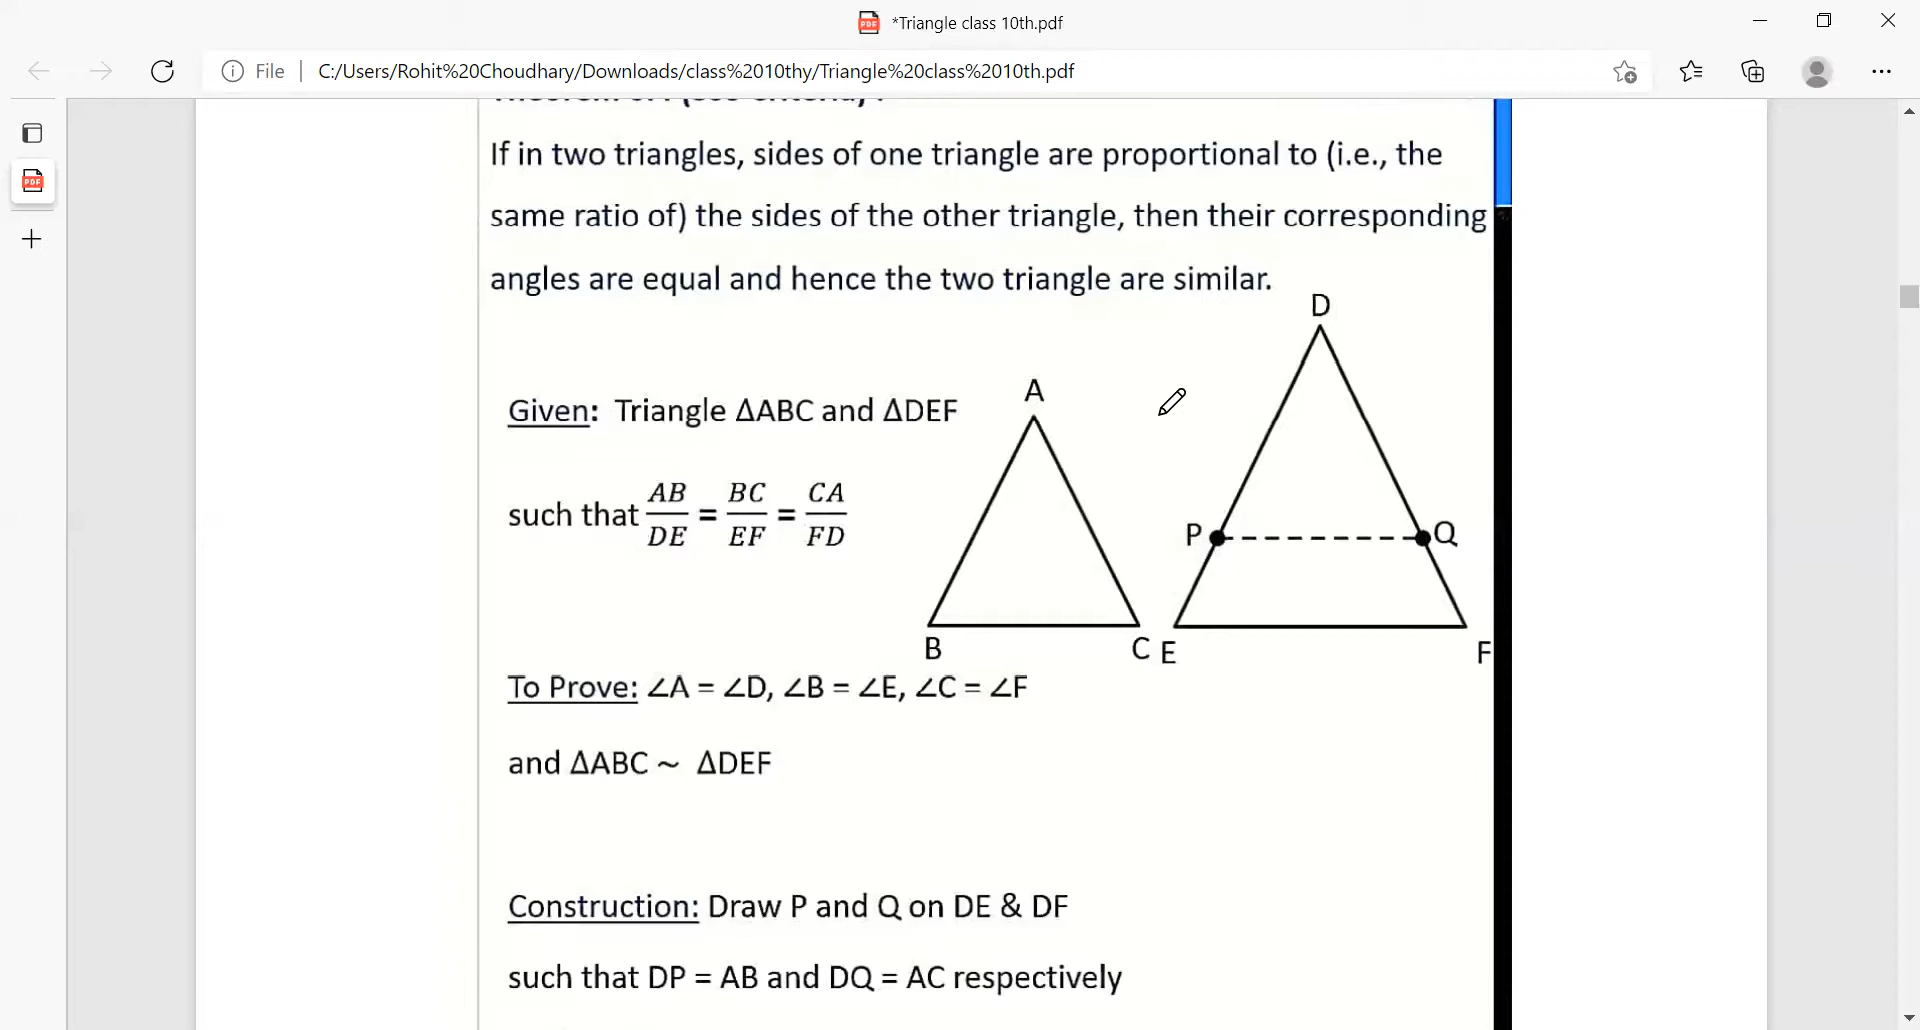 *Triangle class 10th.pdf
File | C:/Users/Rohit%20Choudhary/Downloads/class%2010thy/Triangle%20class%2010th.pdf
If in two triangles, sides of one triangle are proportional to (i.e., the
same ratio of) the sides of the other triangle, then their corresponding
angles are equal and hence the two triangle are similar.
Given: Triangle ΔABC and ΔDEF
such that AB/DE = BC/EF = CA/FD
A
B
C
D
P
Q
E
F
To Prove: ∠A = ∠D, ∠B = ∠E, ∠C = ∠F
and ΔABC ~ ΔDEF
Construction: Draw P and Q on DE & DF
such that DP = AB and DQ = AC respectively